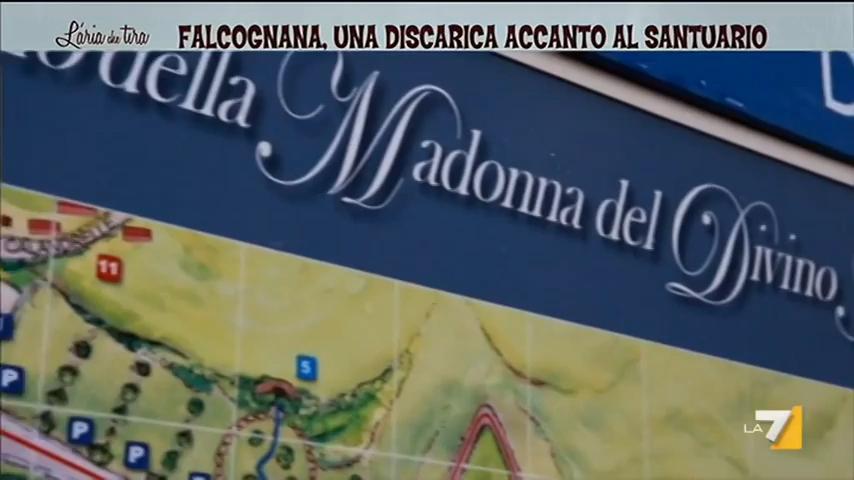 L'aria che tira
FALCOGNANA, UNA DISCARICA ACCANTO AL SANTUARIO
della Madonna del Divino
11
5
P
P
P
LA7